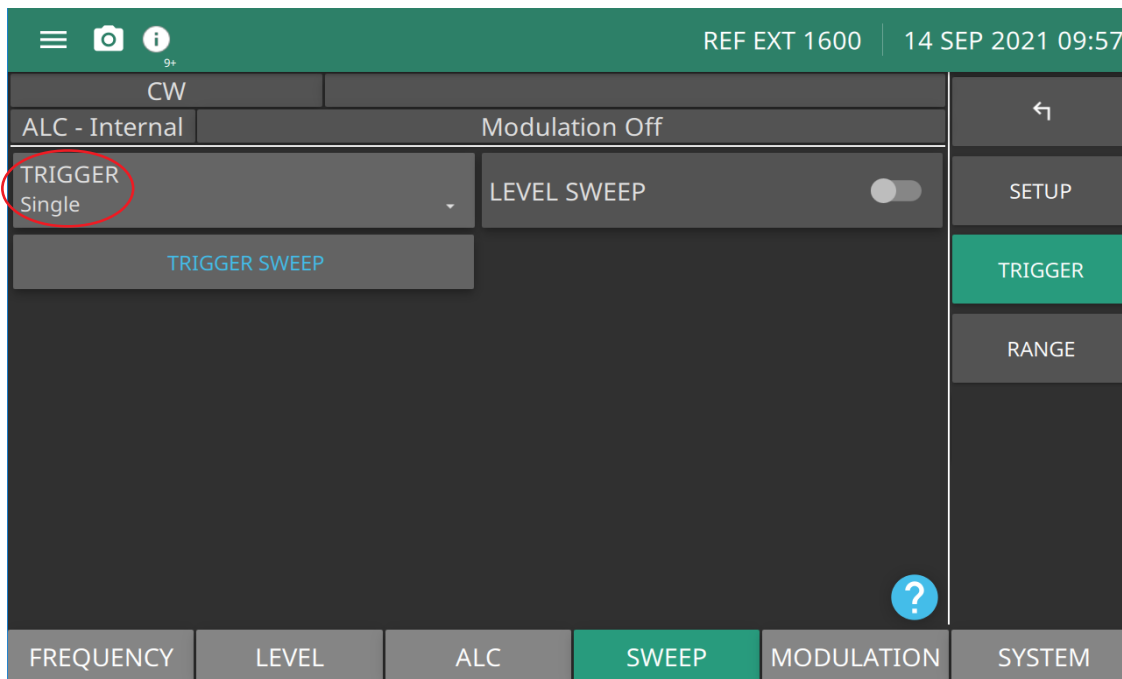 9+
REF EXT 1600
14 SEP 2021 09:57
CW
ALC - Internal
Modulation Off
TRIGGER
Single
LEVEL SWEEP
TRIGGER SWEEP
SETUP
TRIGGER
RANGE
?
FREQUENCY
LEVEL
ALC
SWEEP
MODULATION
SYSTEM